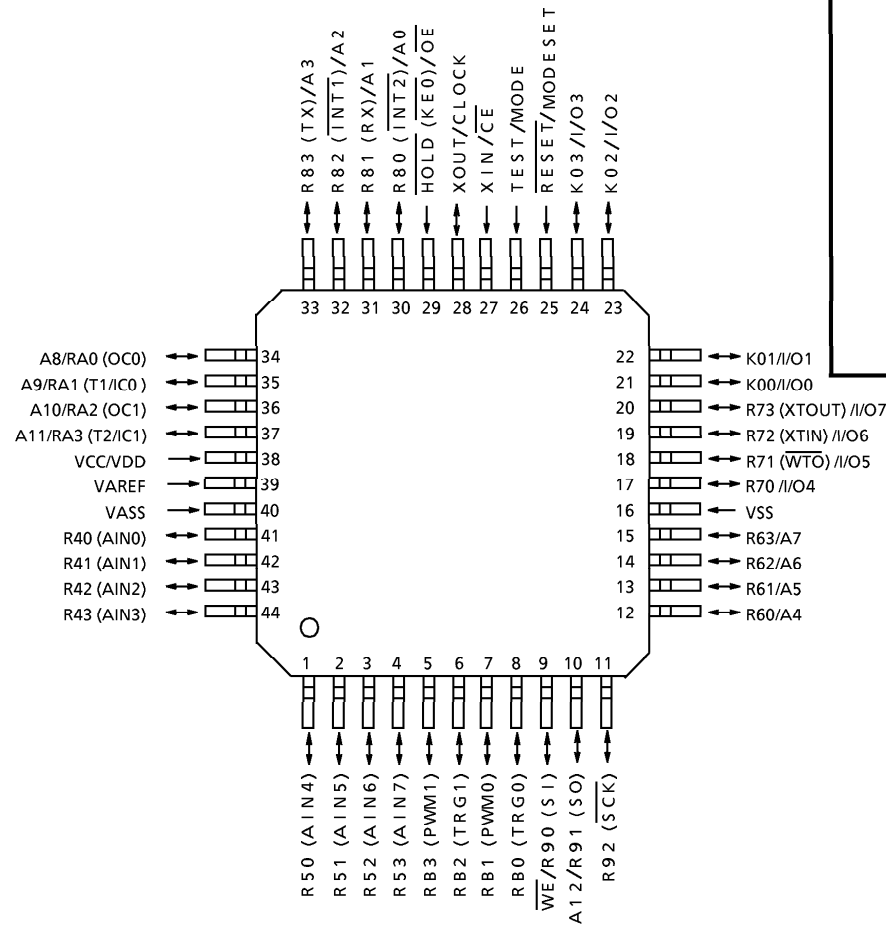 R83 (TX)/A3
R82 (INT1)/A2
R81 (RX)/A1
R80 (INT2)/A0
HOLD (KE0)/OE
XOUT/CLOCK
XIN/CE
TEST/MODE
RESET/MODESET
K03/I/O3
K02/I/O2
33 32 31 30 29 28 27 26 25 24 23
A8/RA0 (OC0) 34
A9/RA1 (T1/IC0) 35
A10/RA2 (OC1) 36
A11/RA3 (T2/IC1) 37
VCC/VDD 38
VAREF 39
VASS 40
R40 (AIN0) 41
R41 (AIN1) 42
R42 (AIN2) 43
R43 (AIN3) 44
22 K01/I/O1
21 K00/I/O0
20 R73 (XTOUT) /I/O7
19 R72 (XTIN) /I/O6
18 R71 (WTO) /I/O5
17 R70 /I/O4
16 VSS
15 R63/A7
14 R62/A6
13 R61/A5
12 R60/A4
1 2 3 4 5 6 7 8 9 10 11
R50 (AIN4)
R51 (AIN5)
R52 (AIN6)
R53 (AIN7)
RB3 (PWM1)
RB2 (TRG1)
RB1 (PWM0)
RB0 (TRG0)
WE/R90 (SI)
A12/R91 (SO)
R92 (SCK)